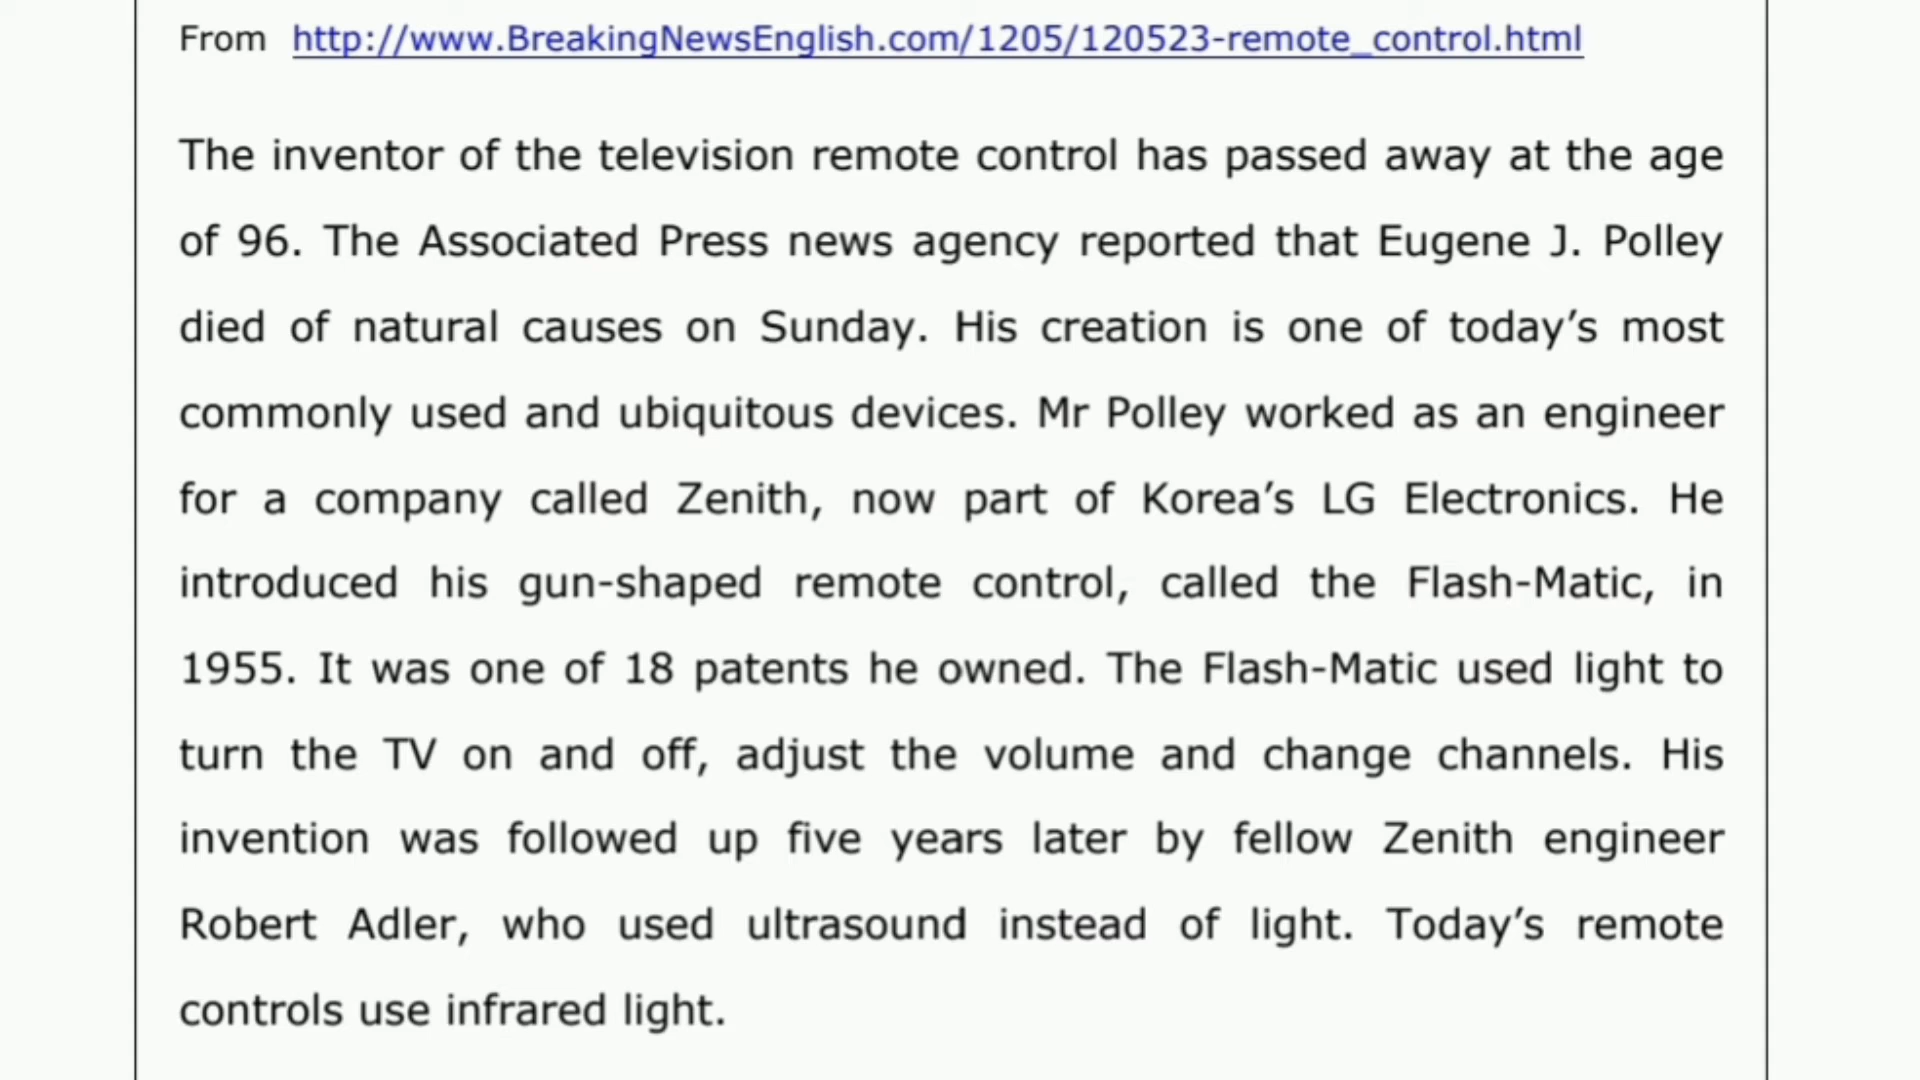 From http://www.BreakingNewsEnglish.com/1205/120523-remote_control.html
The inventor of the television remote control has passed away at the age
of 96. The Associated Press news agency reported that Eugene J. Polley
died of natural causes on Sunday. His creation is one of today’s most
commonly used and ubiquitous devices. Mr Polley worked as an engineer
for a company called Zenith, now part of Korea’s LG Electronics. He
introduced his gun-shaped remote control, called the Flash-Matic, in
1955. It was one of 18 patents he owned. The Flash-Matic used light to
turn the TV on and off, adjust the volume and change channels. His
invention was followed up five years later by fellow Zenith engineer
Robert Adler, who used ultrasound instead of light. Today’s remote
controls use infrared light.